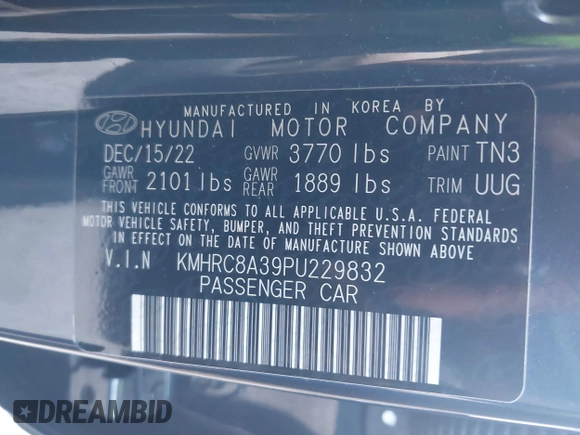 MANUFACTURED IN KOREA BY
HYUNDAI MOTOR COMPANY
DEC/15/22 GVWR 3770 lbs PAINT TN3
GAWR FRONT 2101 lbs GAWR REAR 1889 lbs TRIM UUG
THIS VEHICLE CONFORMS TO ALL APPLICABLE U.S.A. FEDERAL
MOTOR VEHICLE SAFETY, BUMPER, AND THEFT PREVENTION STANDARDS
IN EFFECT ON THE DATE OF MANUFACTURE SHOWN ABOVE.
V.I.N KMHRC8A39PU229832
PASSENGER CAR
DREAMBID